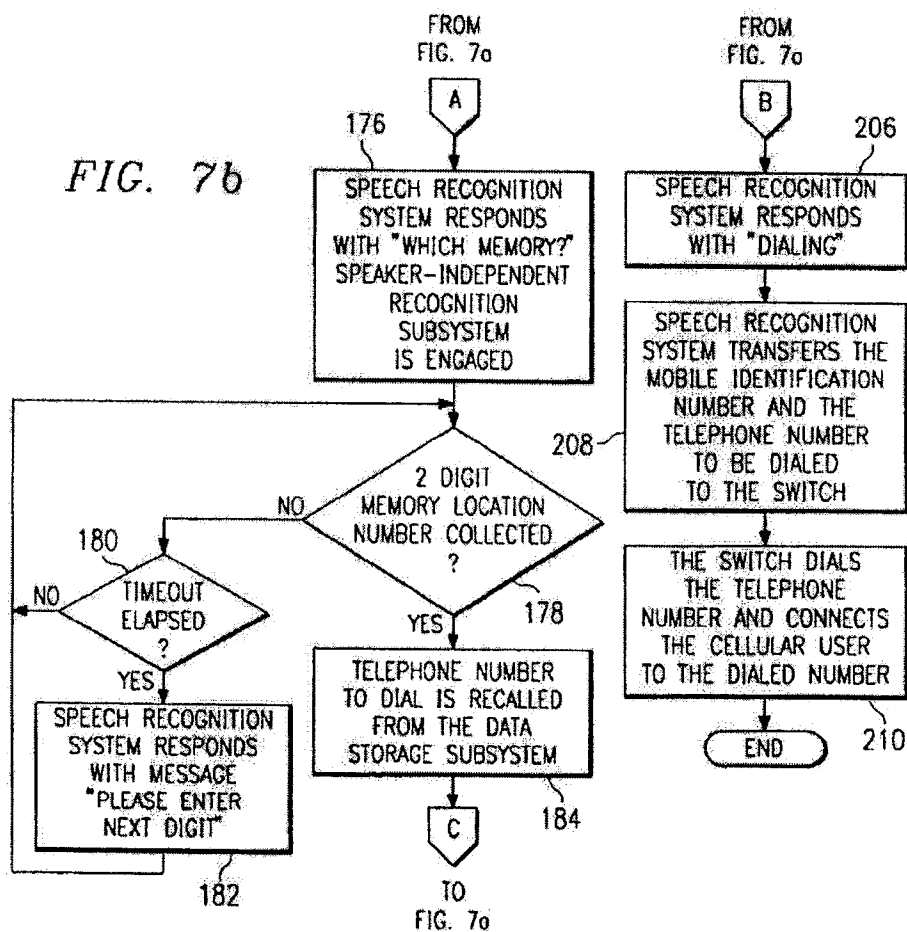 FROM
FIG. 7a
A
FROM
FIG. 7a
B
FIG. 7b
176
SPEECH RECOGNITION
SYSTEM RESPONDS
WITH "WHICH MEMORY?"
SPEAKER-INDEPENDENT
RECOGNITION
SUBSYSTEM
IS ENGAGED
2 DIGIT
MEMORY LOCATION
NUMBER COLLECTED
?
178
NO
180
TIMEOUT
ELAPSED
?
NO
YES
SPEECH RECOGNITION
SYSTEM RESPONDS
WITH MESSAGE
"PLEASE ENTER
NEXT DIGIT"
182
YES
TELEPHONE NUMBER
TO DIAL IS RECALLED
FROM THE DATA
STORAGE SUBSYSTEM
184
C
TO
FIG. 7a
206
SPEECH RECOGNITION
SYSTEM RESPONDS
WITH "DIALING"
SPEECH RECOGNITION
SYSTEM TRANSFERS THE
MOBILE IDENTIFICATION
NUMBER AND THE
TELEPHONE NUMBER
TO BE DIALED
TO THE SWITCH
208
THE SWITCH DIALS
THE TELEPHONE
NUMBER AND CONNECTS
THE CELLULAR USER
TO THE DIALED NUMBER
210
END